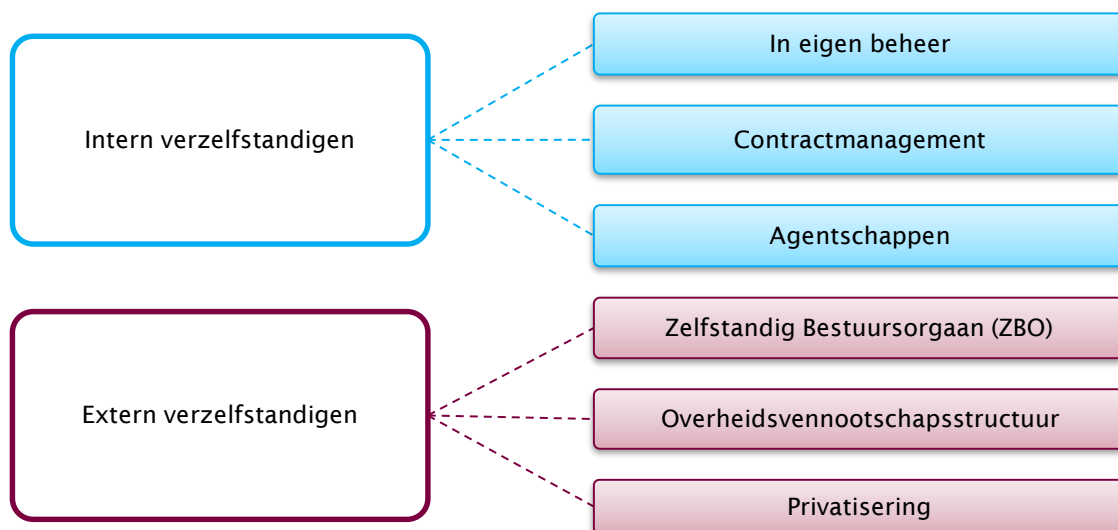 Intern verzelfstandigen
In eigen beheer
Contractmanagement
Agentschappen
Extern verzelfstandigen
Zelfstandig Bestuursorgaan (ZBO)
Overheidsvennootschapsstructuur
Privatisering